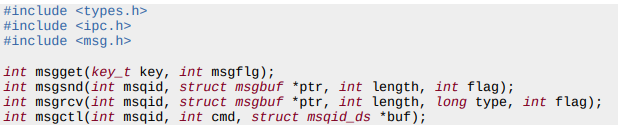 #include <types.h>
#include <ipc.h>
#include <msg.h>
int msgget(key_t key, int msgflg);
int msgsnd(int msqid, struct msgbuf *ptr, int length, int flag);
int msgrcv(int msqid, struct msgbuf *ptr, int length, long type, int flag);
int msgctl(int msqid, int cmd, struct msqid_ds *buf);